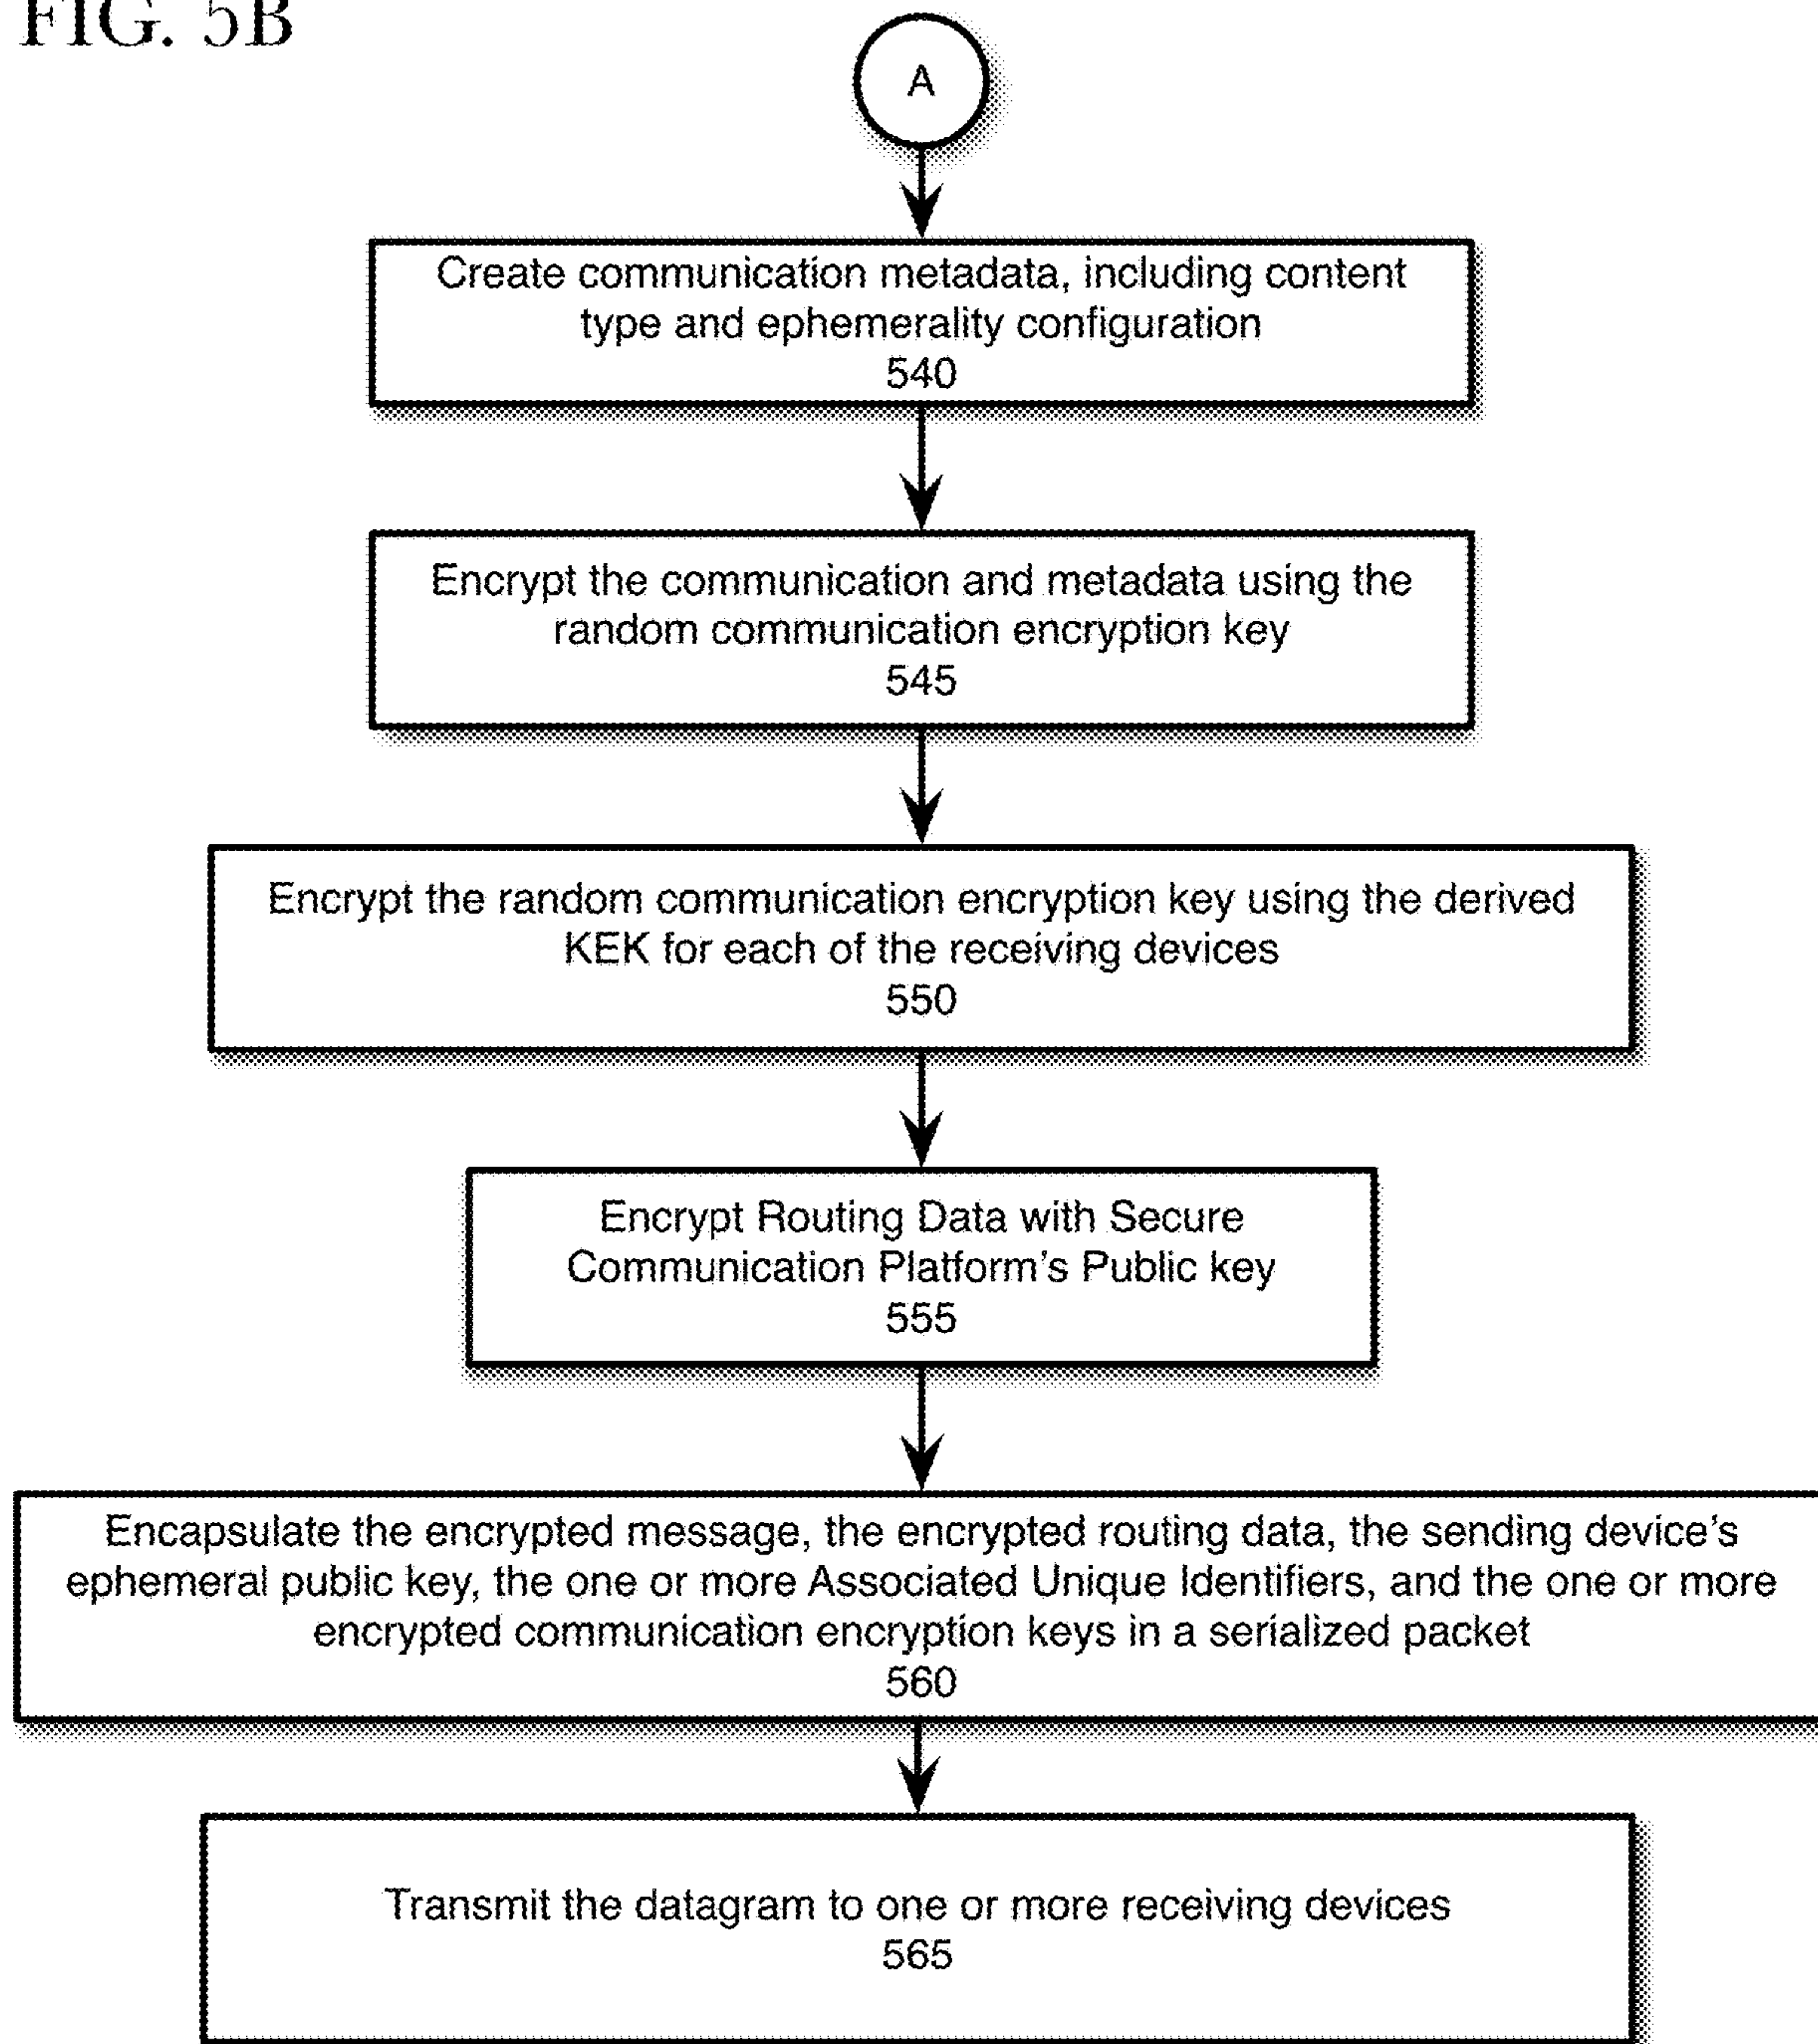 FIG. 5B
A
Create communication metadata, including content
type and ephemerality configuration
540
Encrypt the communication and metadata using the
random communication encryption key
545
Encrypt the random communication encryption key using the derived
KEK for each of the receiving devices
550
Encrypt Routing Data with Secure
Communication Platform's Public key
555
Encapsulate the encrypted message, the encrypted routing data, the sending device's
ephemeral public key, the one or more Associated Unique Identifiers, and the one or more
encrypted communication encryption keys in a serialized packet
560
Transmit the datagram to one or more receiving devices
565